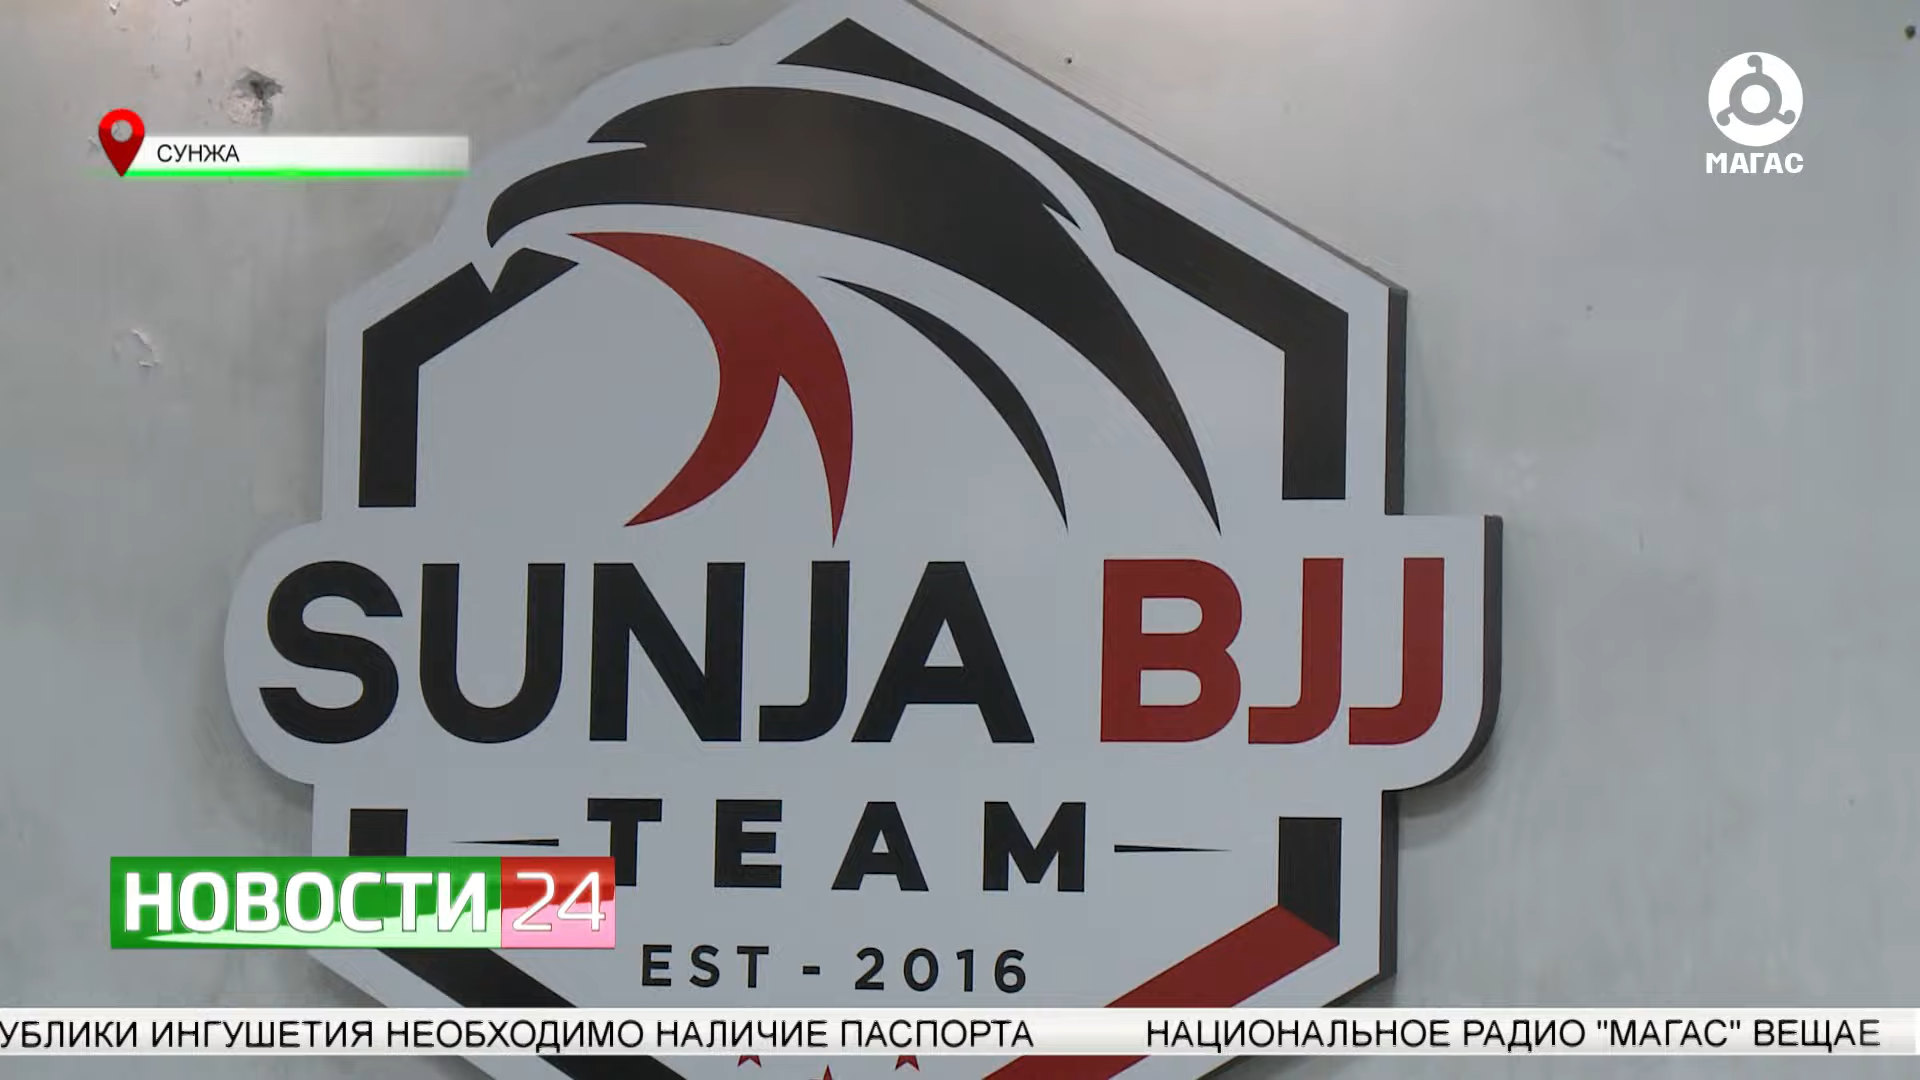 СУНЖА
МАГАС
SUNJA BJJ
TEAM
НОВОСТИ 24
EST - 2016
УБЛИКИ ИНГУШЕТИЯ НЕОБХОДИМО НАЛИЧИЕ ПАСПОРТА НАЦИОНАЛЬНОЕ РАДИО "МАГАС" ВЕЩАЕ